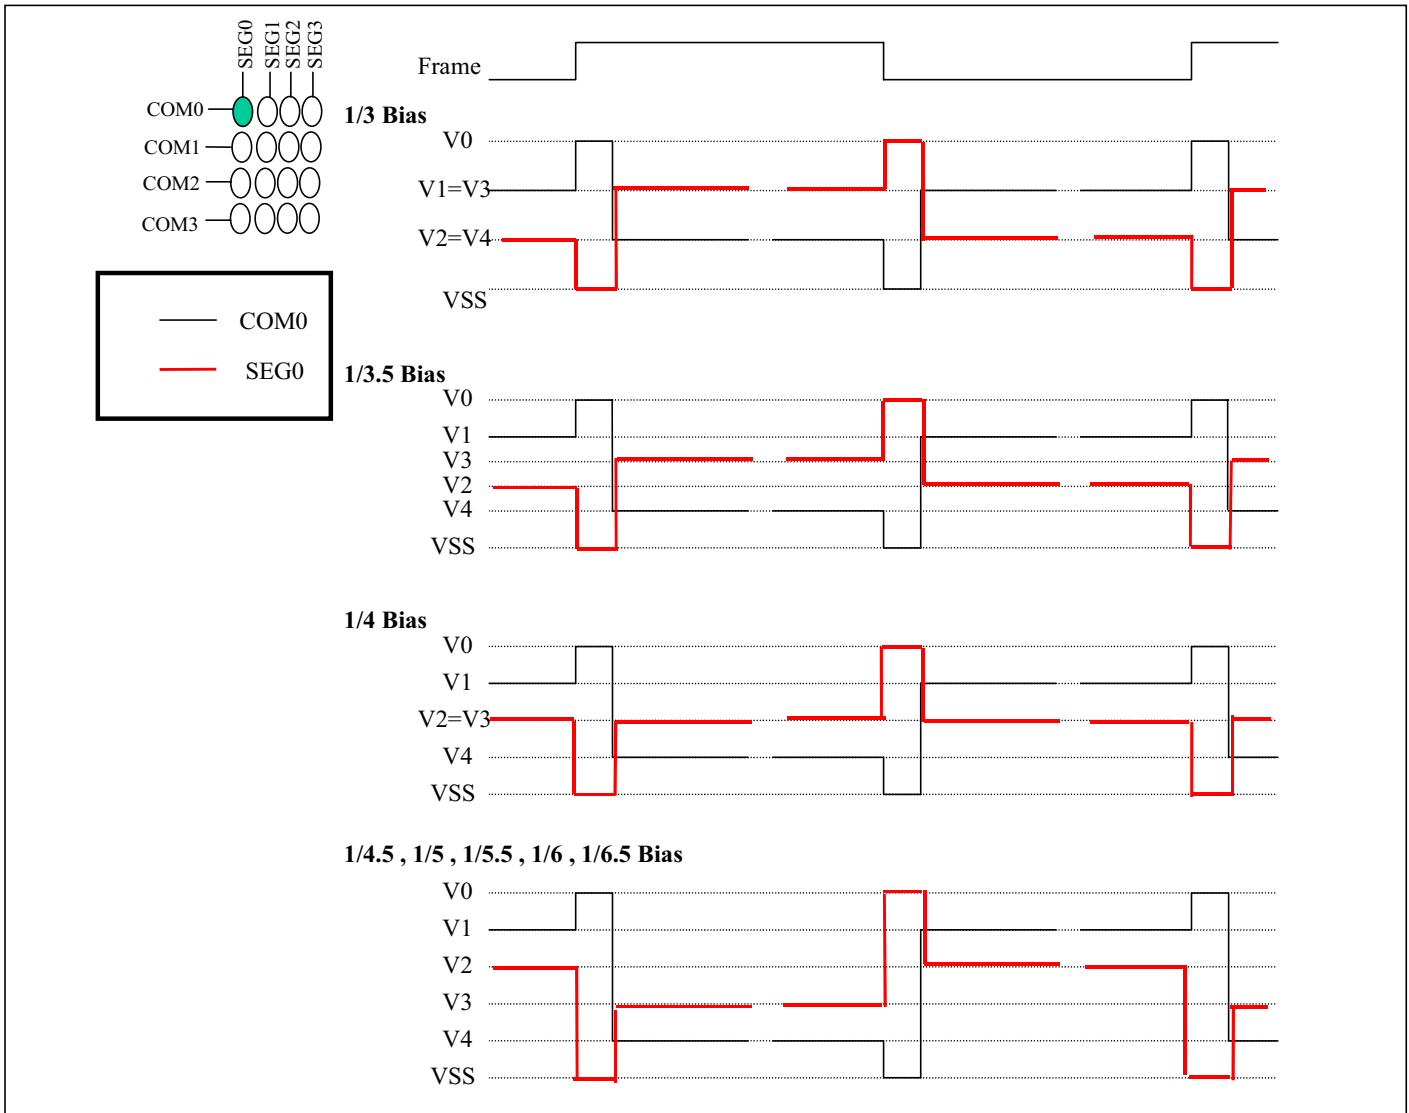 SEG0
SEG1
SEG2
SEG3
COM0
COM1
COM2
COM3
COM0
SEG0
Frame
1/3 Bias
V0
V1=V3
V2=V4
VSS
1/3.5 Bias
V0
V1
V3
V2
V4
VSS
1/4 Bias
V0
V1
V2=V3
V4
VSS
1/4.5 , 1/5 , 1/5.5 , 1/6 , 1/6.5 Bias
V0
V1
V2
V3
V4
VSS